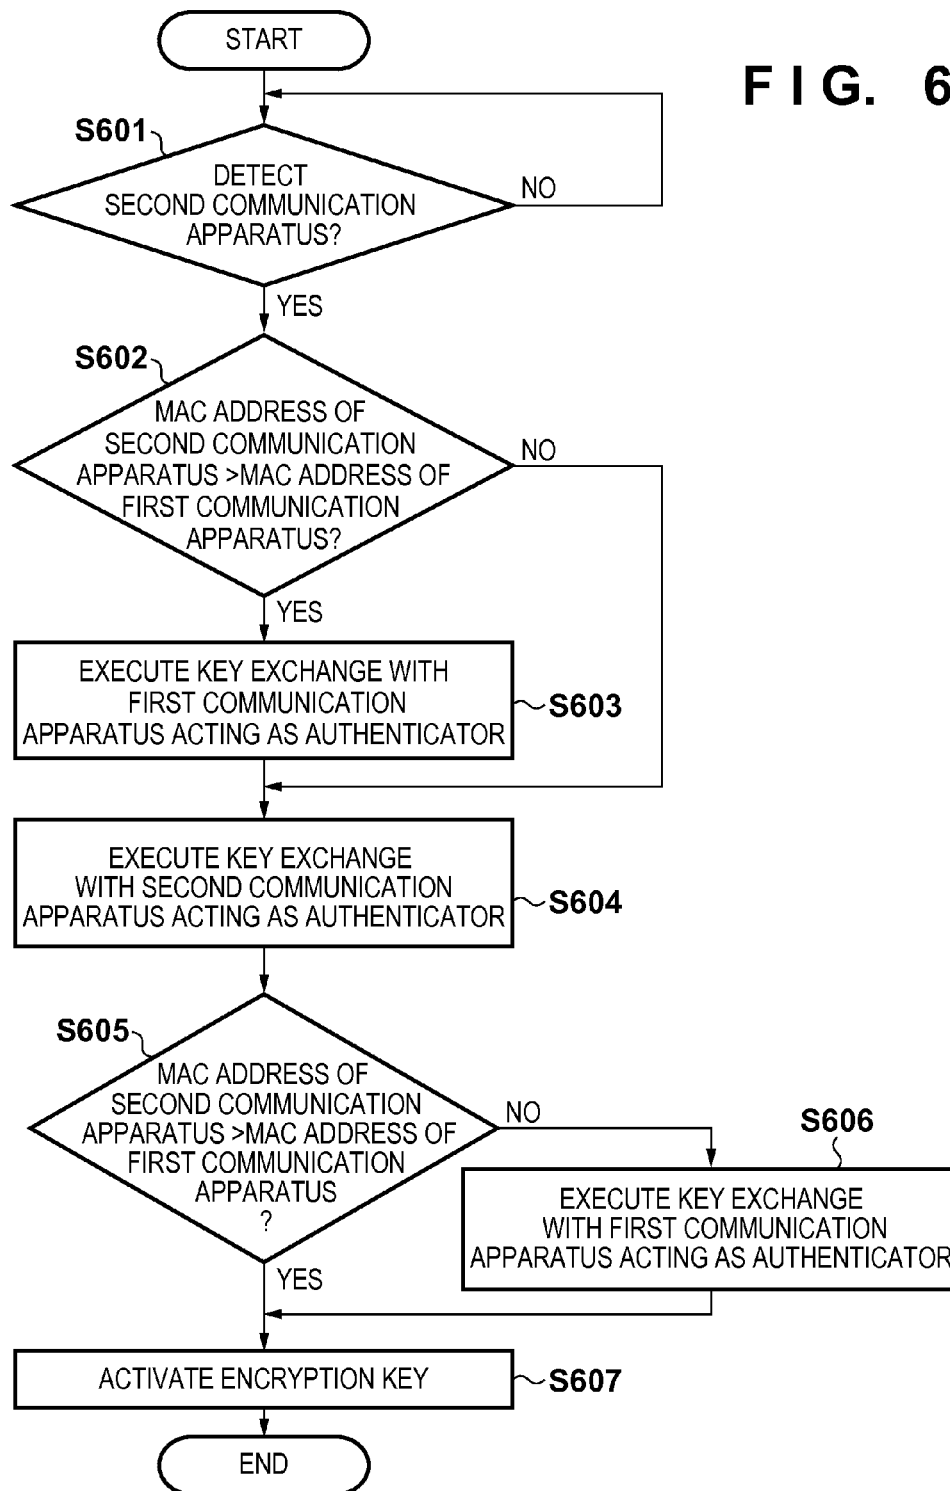 START
FIG. 6
S601
DETECT
SECOND COMMUNICATION
APPARATUS?
NO
YES
S602
MAC ADDRESS OF
SECOND COMMUNICATION
APPARATUS >MAC ADDRESS OF
FIRST COMMUNICATION
APPARATUS?
NO
YES
EXECUTE KEY EXCHANGE WITH
FIRST COMMUNICATION
APPARATUS ACTING AS AUTHENTICATOR
S603
EXECUTE KEY EXCHANGE
WITH SECOND COMMUNICATION
APPARATUS ACTING AS AUTHENTICATOR
S604
S605
MAC ADDRESS OF
SECOND COMMUNICATION
APPARATUS >MAC ADDRESS OF
FIRST COMMUNICATION
APPARATUS
?
NO
YES
S606
EXECUTE KEY EXCHANGE
WITH FIRST COMMUNICATION
APPARATUS ACTING AS AUTHENTICATOR
ACTIVATE ENCRYPTION KEY
S607
END